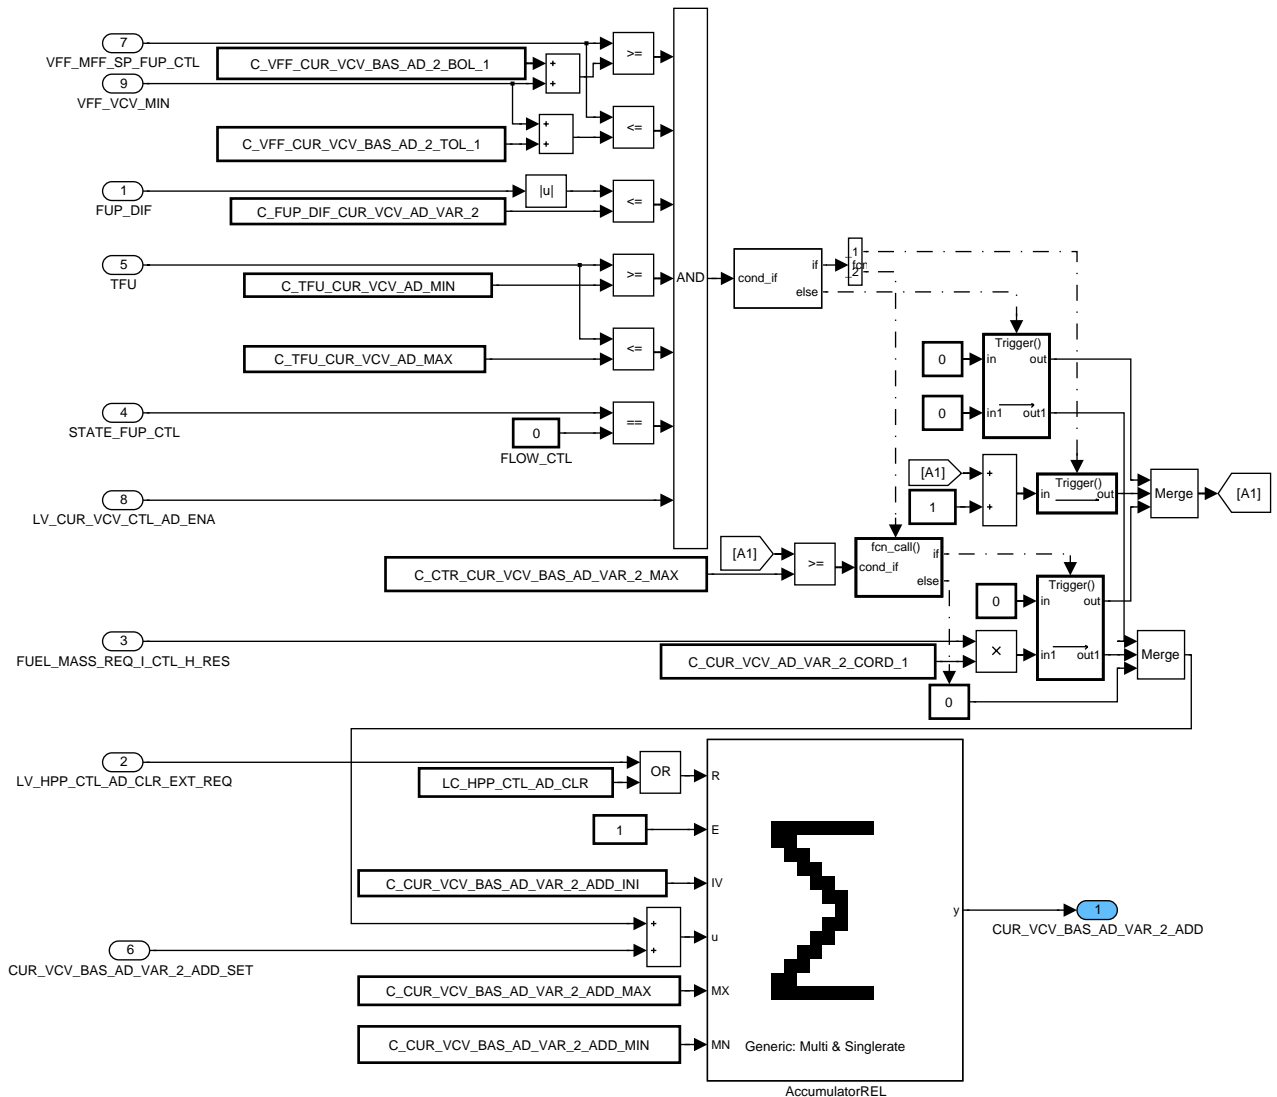 7
VFF_MFF_SP_FUP_CTL
C_VFF_CUR_VCV_BAS_AD_2_BOL_1
+
+
>=
9
VFF_VCV_MIN
C_VFF_CUR_VCV_BAS_AD_2_TOL_1
+
+
<=
1
FUP_DIF
|u|
C_FUP_DIF_CUR_VCV_AD_VAR_2
<=
5
TFU
C_TFU_CUR_VCV_AD_MIN
>=
C_TFU_CUR_VCV_AD_MAX
<=
AND
cond_if
if
else
1
fcn
2
4
STATE_FUP_CTL
0
FLOW_CTL
==
8
LV_CUR_VCV_CTL_AD_ENA
0
0
Trigger()
in
out
in1
out1
[A1]
1
+
+
Trigger()
in
out
Merge
[A1]
[A1]
C_CTR_CUR_VCV_BAS_AD_VAR_2_MAX
>=
fcn_call()
cond_if
if
else
3
FUEL_MASS_REQ_I_CTL_H_RES
C_CUR_VCV_AD_VAR_2_CORD_1
×
0
0
Trigger()
in
out
in1
out1
Merge
2
LV_HPP_CTL_AD_CLR_EXT_REQ
LC_HPP_CTL_AD_CLR
OR
R
1
E
C_CUR_VCV_BAS_AD_VAR_2_ADD_INI
IV
6
CUR_VCV_BAS_AD_VAR_2_ADD_SET
+
+
u
C_CUR_VCV_BAS_AD_VAR_2_ADD_MAX
MX
C_CUR_VCV_BAS_AD_VAR_2_ADD_MIN
MN
Generic: Multi & Singlerate
y
AccumulatorREL
1
CUR_VCV_BAS_AD_VAR_2_ADD